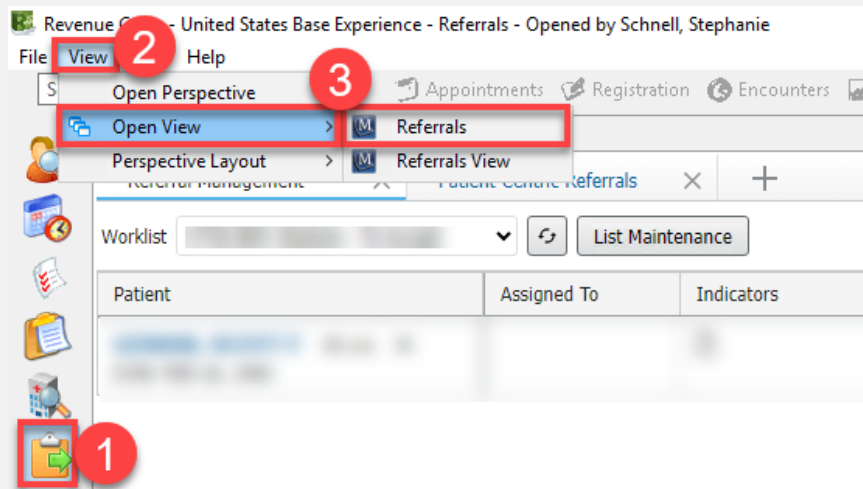 Revenue - United States Base Experience - Referrals - Opened by Schnell, Stephanie
File View Help
2
3
S Appointments Registration Encounters
Open Perspective
Open View > Referrals
Perspective Layout > Referrals View
Referral Management Patient Centric Referrals
Worklist List Maintenance
Patient Assigned To Indicators
1